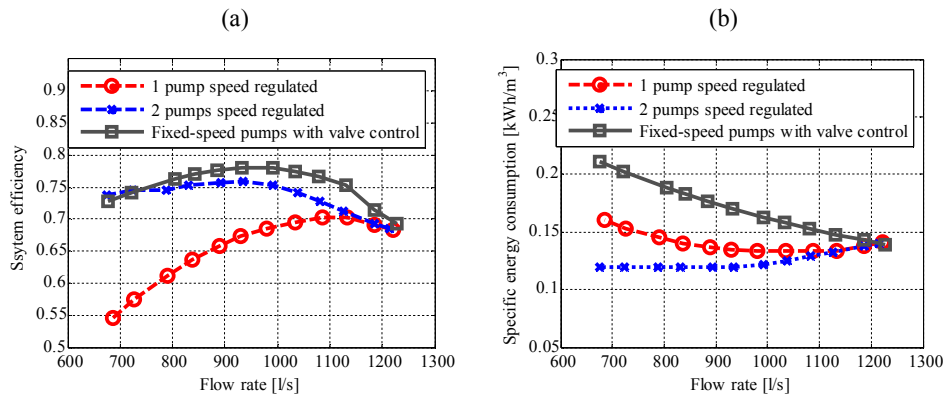 (a)
(b)
1 pump speed regulated
2 pumps speed regulated
Fixed-speed pumps with valve control
0.9
0.85
0.8
0.75
0.7
0.65
0.6
0.55
0.5
Ssytem efficiency
600 700 800 900 1000 1100 1200 1300
Flow rate [l/s]
1 pump speed regulated
2 pumps speed regulated
Fixed-speed pumps with valve control
0.3
0.25
0.2
0.15
0.1
0.05
Specific energy consumption [kWh/m³]
600 700 800 900 1000 1100 1200 1300
Flow rate [l/s]